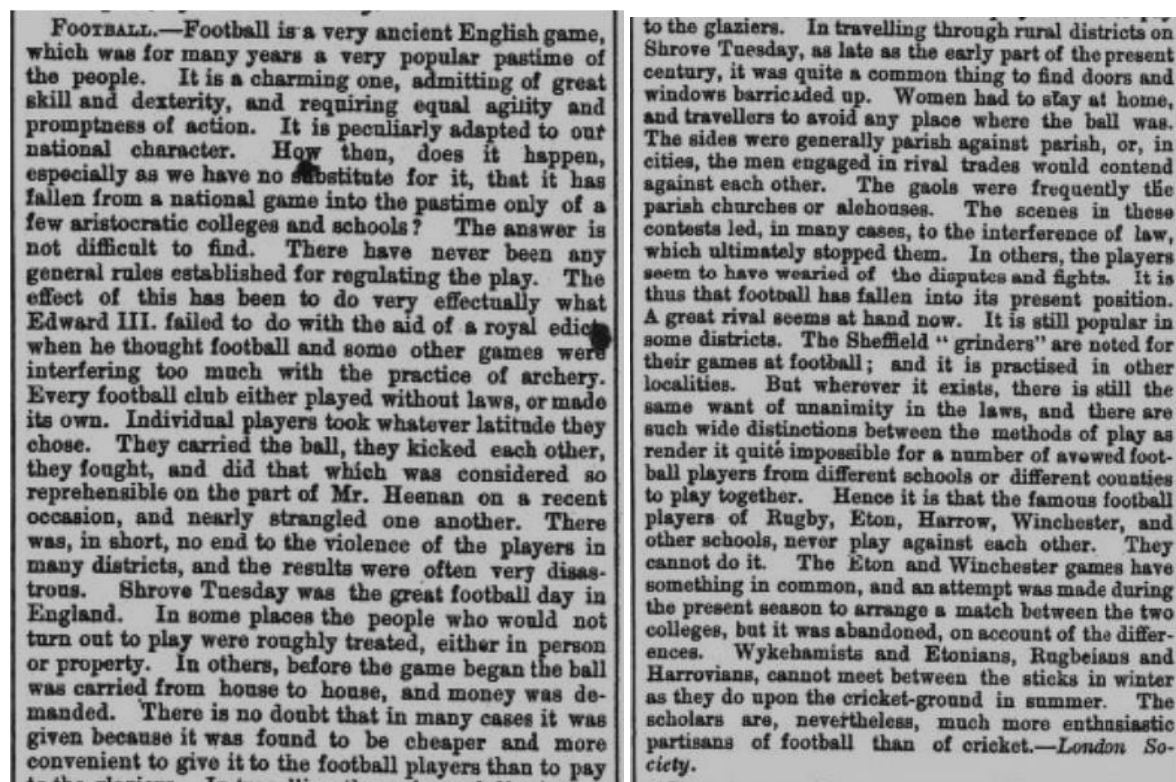 FOOTBALL.—Football is a very ancient English game,
which was for many years a very popular pastime of
the people. It is a charming one, admitting of great
skill and dexterity, and requiring equal agility and
promptness of action. It is peculiarly adapted to our
national character. How then, does it happen,
especially as we have no substitute for it, that it has
fallen from a national game into the pastime only of a
few aristocratic colleges and schools? The answer is
not difficult to find. There have never been any
general rules established for regulating the play. The
effect of this has been to do very effectually what
Edward III. failed to do with the aid of a royal edict
when he thought football and some other games were
interfering too much with the practice of archery.
Every football club either played without laws, or made
its own. Individual players took whatever latitude they
chose. They carried the ball, they kicked each other,
they fought, and did that which was considered so
reprehensible on the part of Mr. Heenan on a recent
occasion, and nearly strangled one another. There
was, in short, no end to the violence of the players in
many districts, and the results were often very disas-
trous. Shrove Tuesday was the great football day in
England. In some places the people who would not
turn out to play were roughly treated, either in person
or property. In others, before the game began the ball
was carried from house to house, and money was de-
manded. There is no doubt that in many cases it was
given because it was found to be cheaper and more
convenient to give it to the football players than to pay
to the glaziers. In travelling through rural districts on
Shrove Tuesday, as late as the early part of the present
century, it was quite a common thing to find doors and
windows barricaded up. Women had to stay at home,
and travellers to avoid any place where the ball was.
The sides were generally parish against parish, or, in
cities, the men engaged in rival trades would contend
against each other. The gaols were frequently the
parish churches or alehouses. The scenes in these
contests led, in many cases, to the interference of law,
which ultimately stopped them. In others, the players
seem to have wearied of the disputes and fights. It is
thus that football has fallen into its present position.
A great rival seems at hand now. It is still popular in
some districts. The Sheffield "grinders" are noted for
their games at football; and it is practised in other
localities. But wherever it exists, there is still the
same want of unanimity in the laws, and there are
such wide distinctions between the methods of play as
render it quite impossible for a number of avowed foot-
ball players from different schools or different counties
to play together. Hence it is that the famous football
players of Rugby, Eton, Harrow, Winchester, and
other schools, never play against each other. They
cannot do it. The Eton and Winchester games have
something in common, and an attempt was made during
the present season to arrange a match between the two
colleges, but it was abandoned, on account of the differ-
ences. Wykehamists and Etonians, Rugbeians and
Harrovians, cannot meet between the sticks in winter
as they do upon the cricket-ground in summer. The
scholars are, nevertheless, much more enthusiastic
partisans of football than of cricket.—London So-
ciety.